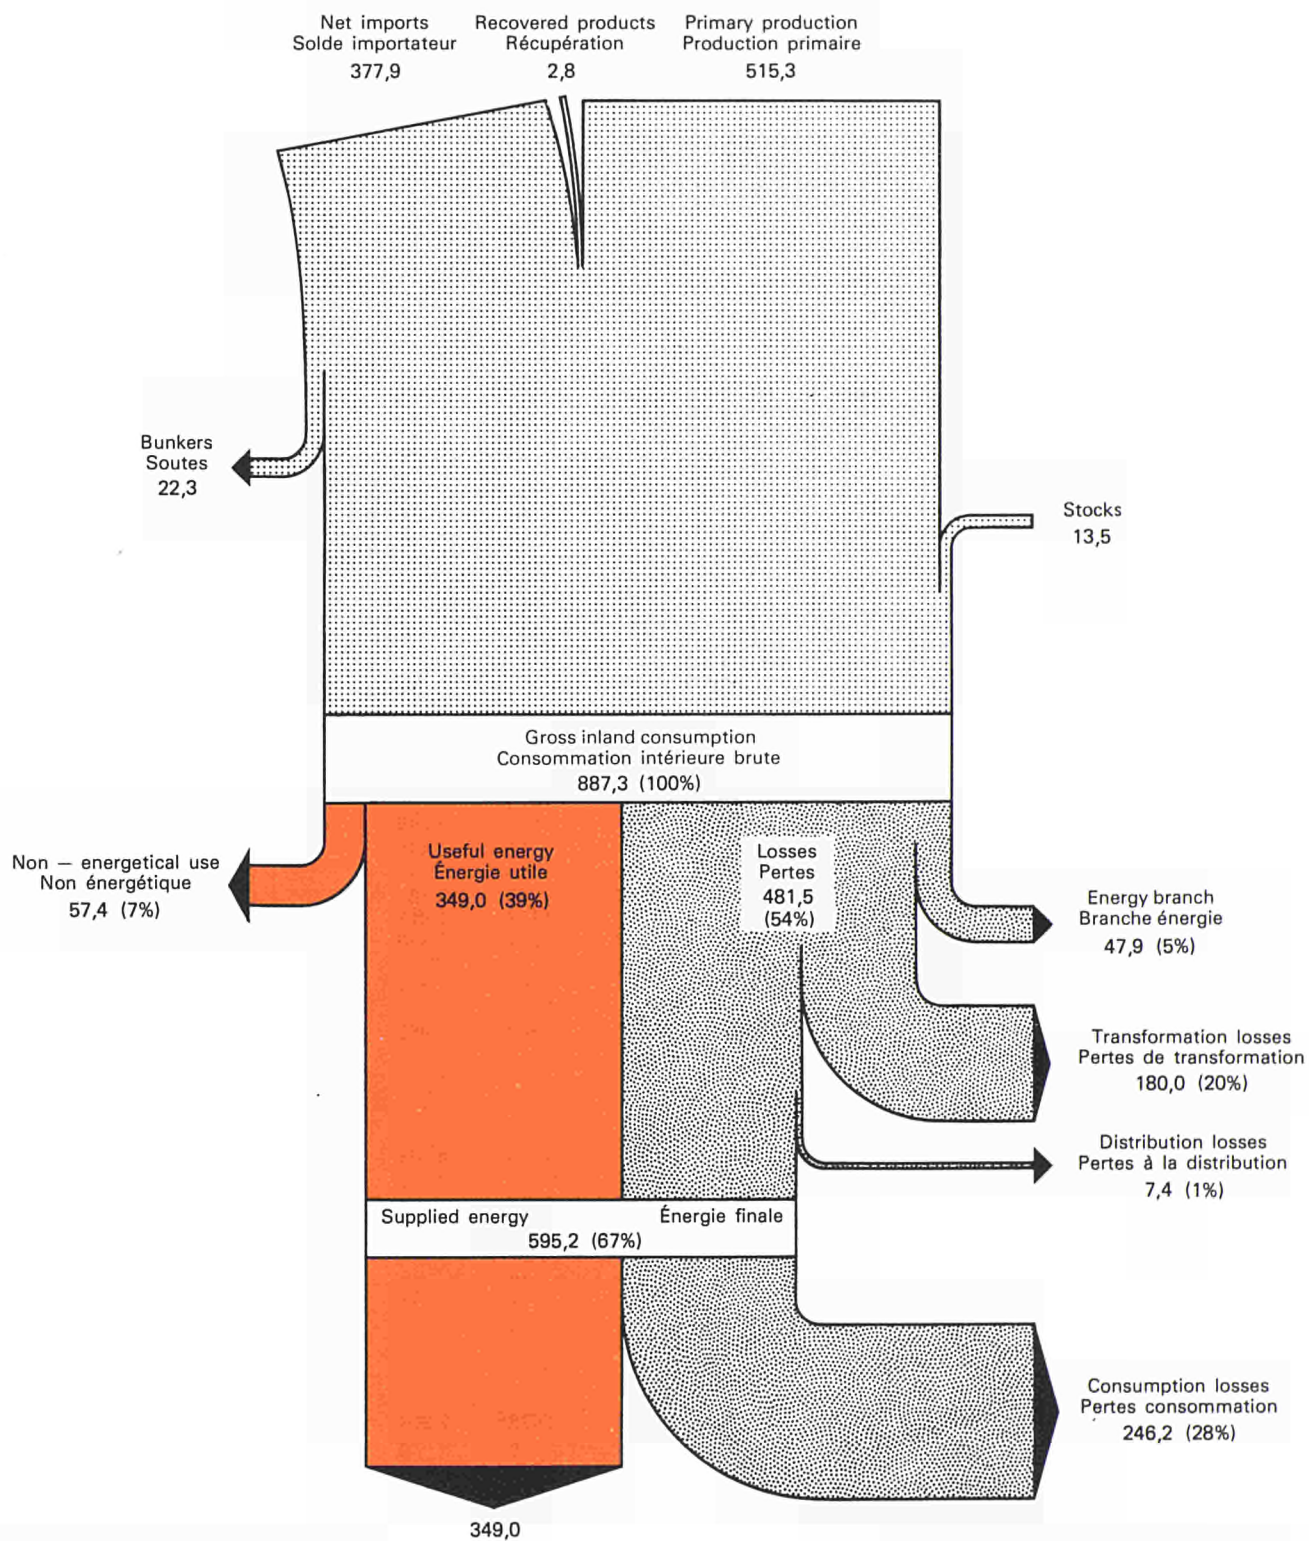 Net imports
Solde importateur
377,9
Recovered products
Récupération
2,8
Primary production
Production primaire
515,3
Bunkers
Soutes
22,3
Stocks
13,5
Gross inland consumption
Consommation intérieure brute
887,3 (100%)
Non – energetical use
Non énergétique
57,4 (7%)
Useful energy
Énergie utile
349,0 (39%)
Losses
Pertes
481,5
(54%)
Energy branch
Branche énergie
47,9 (5%)
Transformation losses
Pertes de transformation
180,0 (20%)
Distribution losses
Pertes à la distribution
7,4 (1%)
Supplied energy Énergie finale
595,2 (67%)
Consumption losses
Pertes consommation
246,2 (28%)
349,0